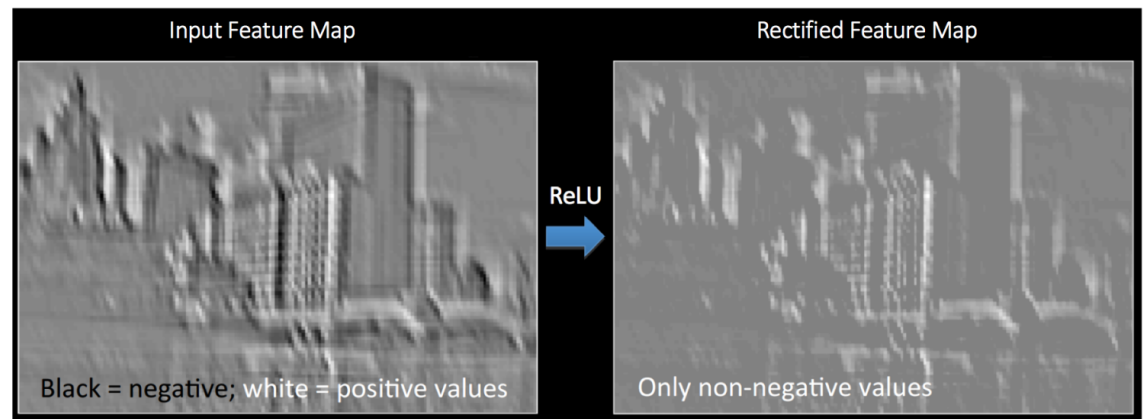 Input Feature Map
Rectified Feature Map
ReLU
Black = negative; white = positive values
Only non-negative values